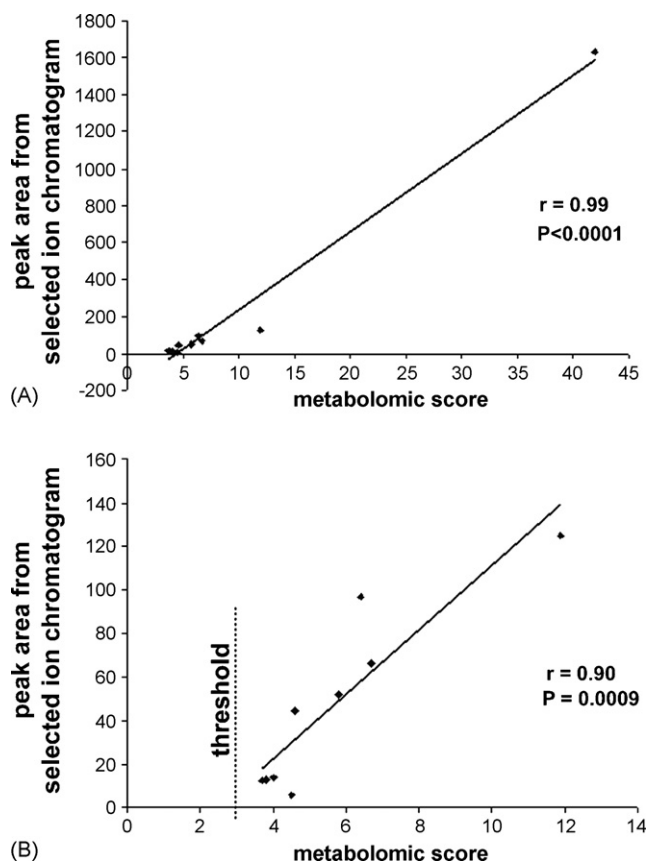 1800
1600
1400
1200
1000
800
600
400
200
0
-200
peak area from
selected ion chromatogram
r = 0.99
P<0.0001
0 5 10 15 20 25 30 35 40 45
metabolomic score
(A)
160
140
120
100
80
60
40
20
0
peak area from
selected ion chromatogram
threshold
r = 0.90
P = 0.0009
0 2 4 6 8 10 12 14
metabolomic score
(B)